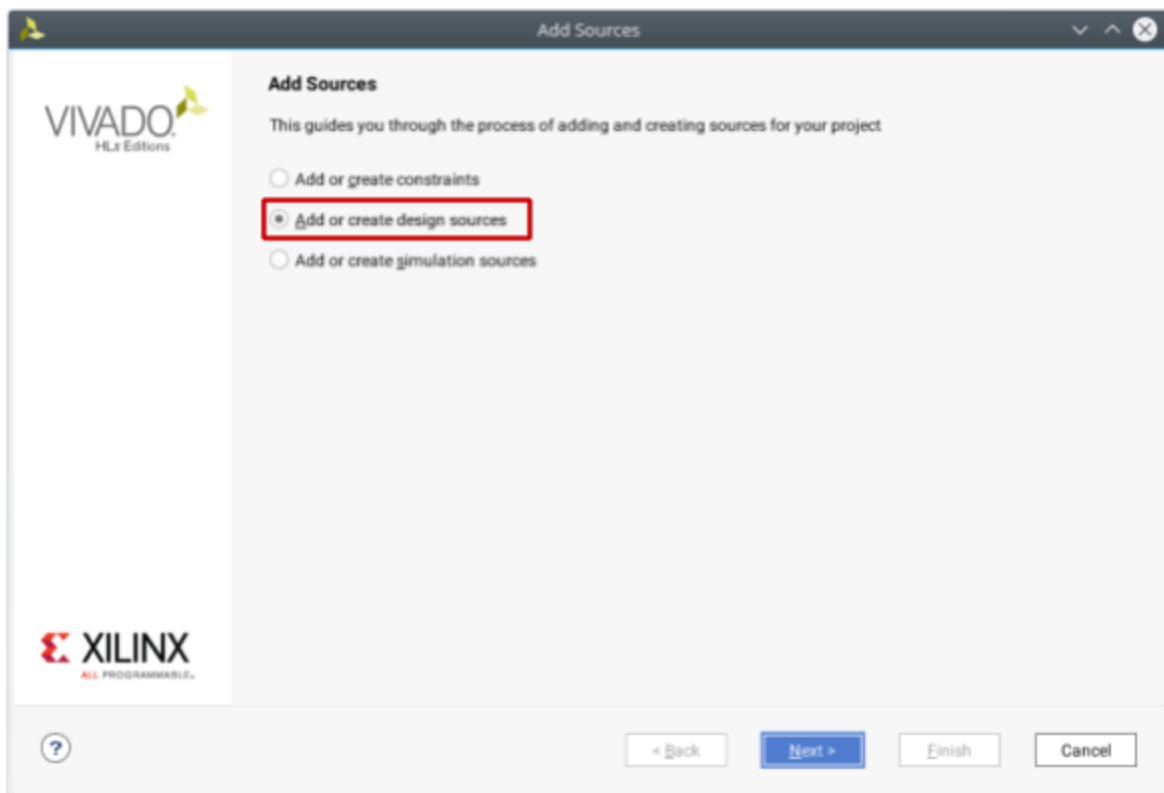 Add Sources
VIVADO
HLx Editions
Add Sources
This guides you through the process of adding and creating sources for your project
Add or create constraints
Add or create design sources
Add or create simulation sources
XILINX
ALL PROGRAMMABLE™
?
< Back
Next >
Finish
Cancel